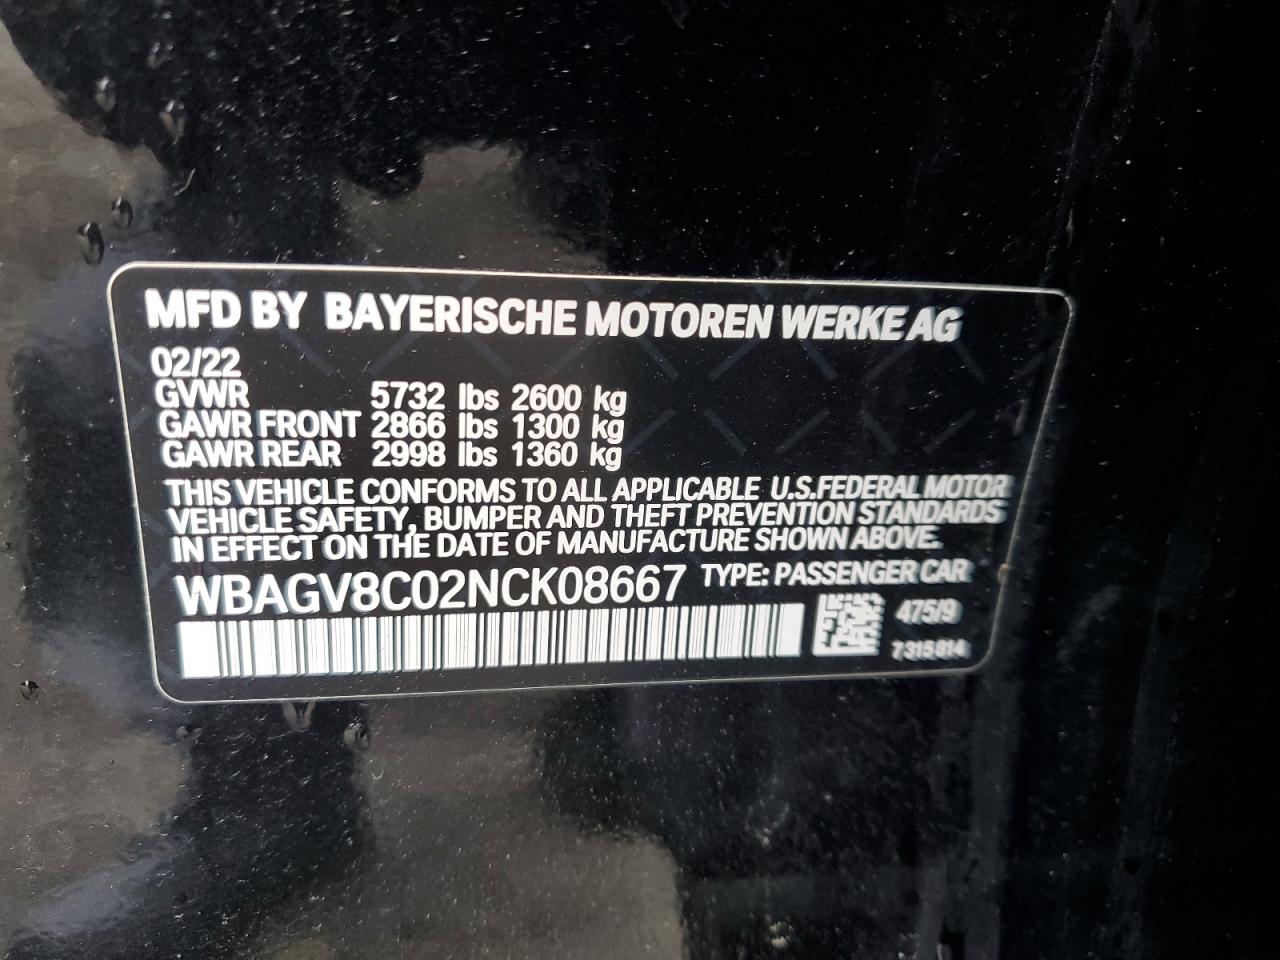 MFD BY BAYERISCHE MOTOREN WERKE AG
02/22
GVWR 5732 lbs 2600 kg
GAWR FRONT 2866 lbs 1300 kg
GAWR REAR 2998 lbs 1360 kg
THIS VEHICLE CONFORMS TO ALL APPLICABLE U.S.FEDERAL MOTOR
VEHICLE SAFETY, BUMPER AND THEFT PREVENTION STANDARDS
IN EFFECT ON THE DATE OF MANUFACTURE SHOWN ABOVE.
WBAGV8C02NCK08667 TYPE: PASSENGER CAR
475/9
7315814